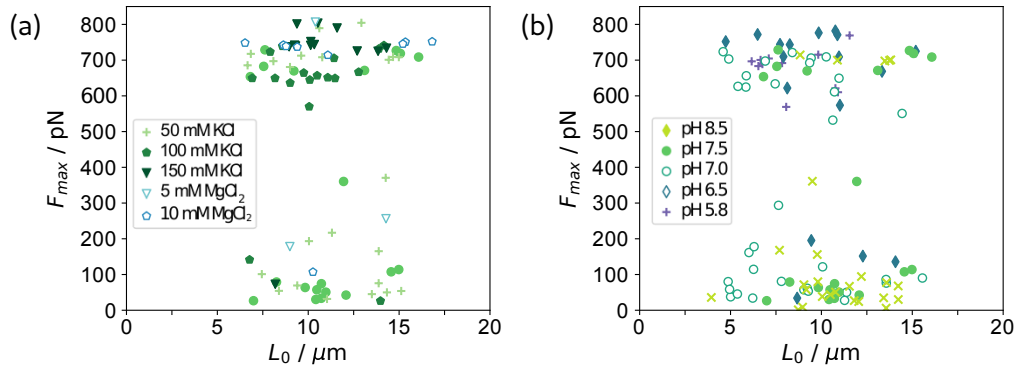 (a)
F_max / pN
800
700
600
500
400
300
200
100
0
50 mM KCl
100 mM KCl
150 mM KCl
5 mM MgCl₂
10 mM MgCl₂
0
5
10
15
20
L₀ / μm
(b)
F_max / pN
800
700
600
500
400
300
200
100
0
pH 8.5
pH 7.5
pH 7.0
pH 6.5
pH 5.8
0
5
10
15
20
L₀ / μm